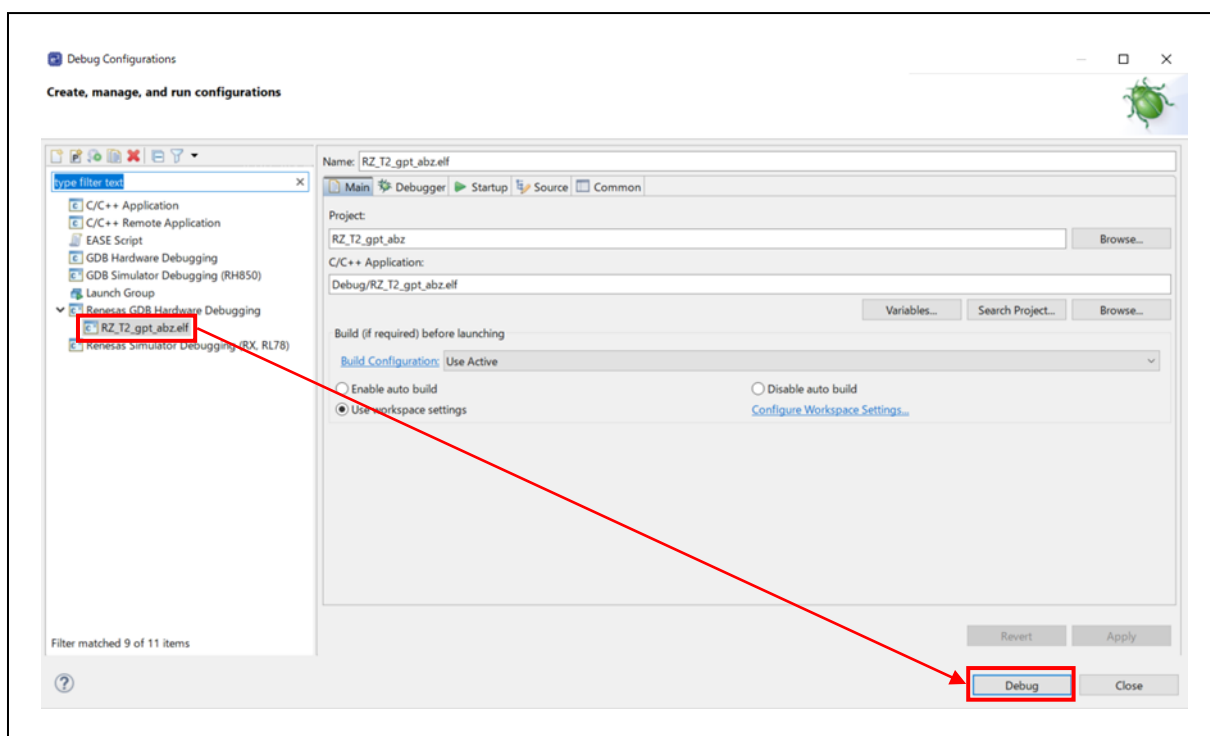 Debug Configurations
Create, manage, and run configurations
type filter text
C/C++ Application
C/C++ Remote Application
EASE Script
GDB Hardware Debugging
GDB Simulator Debugging (RH850)
Launch Group
Renesas GDB Hardware Debugging
RZ_T2_gpt_abz.elf
Renesas Simulator Debugging (RX, RL78)
Filter matched 9 of 11 items
Name: RZ_T2_gpt_abz.elf
Main Debugger Startup Source Common
Project:
RZ_T2_gpt_abz Browse...
C/C++ Application:
Debug/RZ_T2_gpt_abz.elf
Variables... Search Project... Browse...
Build (if required) before launching
Build Configuration: Use Active
Enable auto build Disable auto build
Use workspace settings Configure Workspace Settings...
Revert Apply
? Debug Close